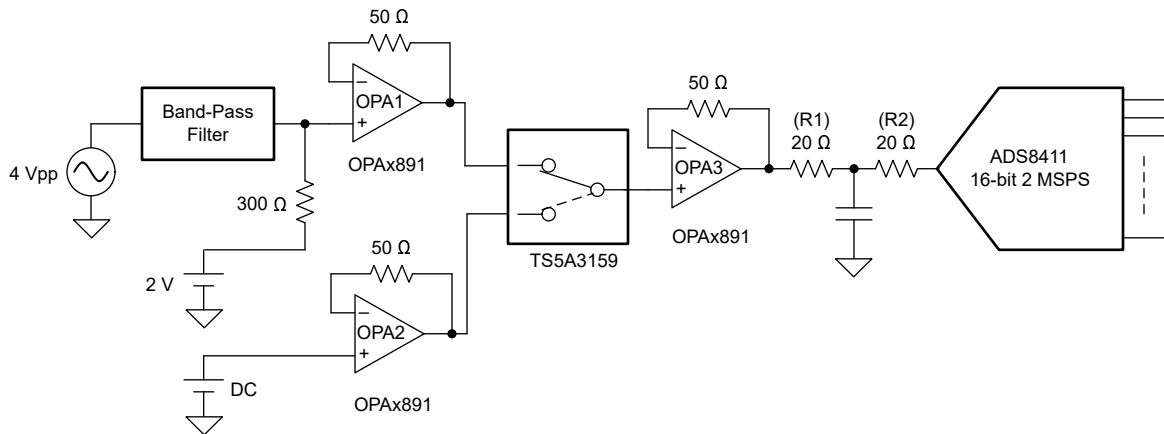 50 Ω
Band-Pass
Filter
−
OPA1
+
OPAx891
4 Vpp
300 Ω
2 V
50 Ω
−
OPA2
+
DC
OPAx891
TS5A3159
50 Ω
−
OPA3
+
OPAx891
(R1)
20 Ω
(R2)
20 Ω
ADS8411
16-bit 2 MSPS